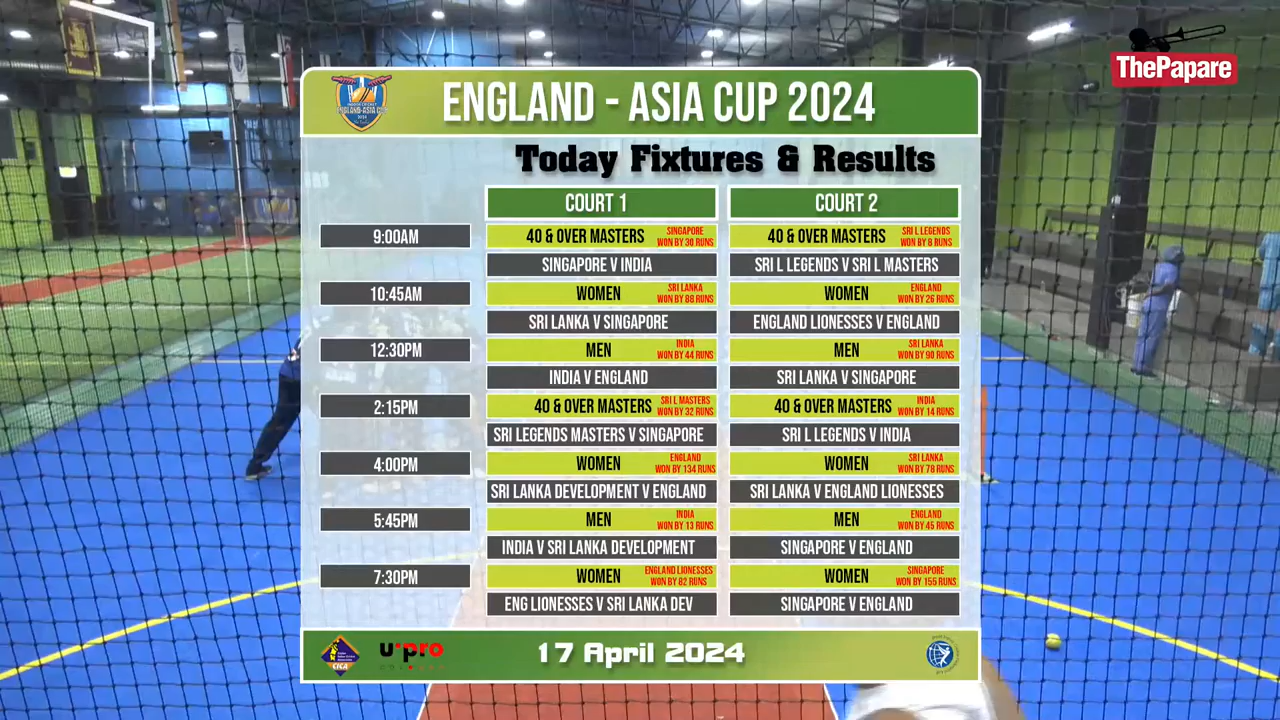 ThePapare
ENGLAND - ASIA CUP 2024
Today Fixtures & Results
COURT 1
COURT 2
9:00AM
40 & OVER MASTERS
SINGAPORE
WON BY 30 RUNS
40 & OVER MASTERS
SRI L LEGENDS
WON BY 8 RUNS
SINGAPORE V INDIA
SRI L LEGENDS V SRI L MASTERS
10:45AM
WOMEN
SRI LANKA
WON BY 88 RUNS
WOMEN
ENGLAND
WON BY 26 RUNS
SRI LANKA V SINGAPORE
ENGLAND LIONESSES V ENGLAND
12:30PM
MEN
INDIA
WON BY 44 RUNS
MEN
SRI LANKA
WON BY 90 RUNS
INDIA V ENGLAND
SRI LANKA V SINGAPORE
2:15PM
40 & OVER MASTERS
SRI L MASTERS
WON BY 32 RUNS
40 & OVER MASTERS
INDIA
WON BY 14 RUNS
SRI LEGENDS MASTERS V SINGAPORE
SRI L LEGENDS V INDIA
4:00PM
WOMEN
ENGLAND
WON BY 134 RUNS
WOMEN
SRI LANKA
WON BY 78 RUNS
SRI LANKA DEVELOPMENT V ENGLAND
SRI LANKA V ENGLAND LIONESSES
5:45PM
MEN
INDIA
WON BY 13 RUNS
MEN
ENGLAND
WON BY 45 RUNS
INDIA V SRI LANKA DEVELOPMENT
SINGAPORE V ENGLAND
7:30PM
WOMEN
ENGLAND LIONESSES
WON BY 82 RUNS
WOMEN
SINGAPORE
WON BY 155 RUNS
ENG LIONESSES V SRI LANKA DEV
SINGAPORE V ENGLAND
CICA
u·pro
17 April 2024